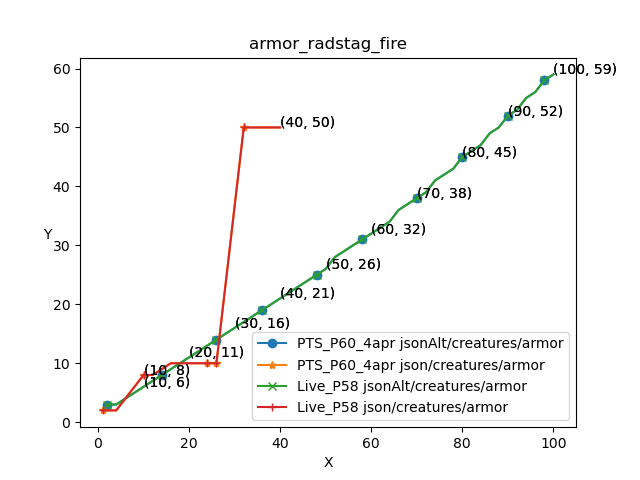 armor_radstag_fire
60
50
40
30
20
10
0
Y
(100, 59)
(90, 52)
(80, 45)
(70, 38)
(60, 32)
(50, 26)
(40, 21)
(30, 16)
(20, 11)
(10, 6)
(40, 50)
(10, 8)
PTS_P60_4apr jsonAlt/creatures/armor
PTS_P60_4apr json/creatures/armor
Live_P58 jsonAlt/creatures/armor
Live_P58 json/creatures/armor
0 20 40 60 80 100
X